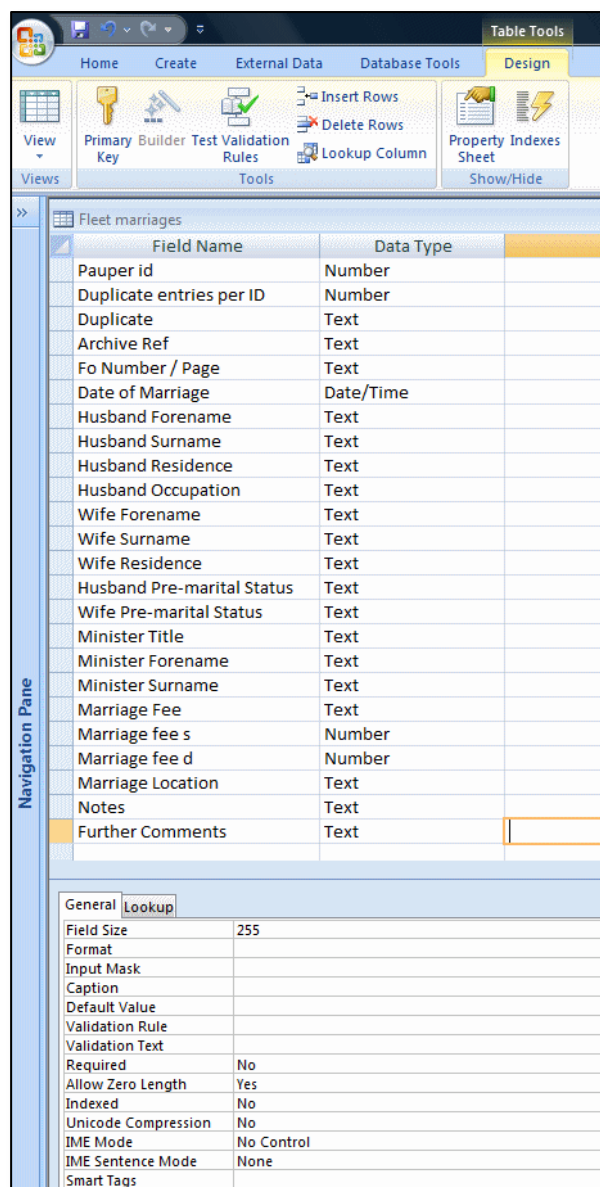 Table Tools
Home Create External Data Database Tools Design
View
Primary Key
Builder
Test Validation Rules
Insert Rows
Delete Rows
Lookup Column
Property Sheet
Indexes
Views Tools Show/Hide
»
Fleet marriages
Field Name Data Type
Pauper id Number
Duplicate entries per ID Number
Duplicate Text
Archive Ref Text
Fo Number / Page Text
Date of Marriage Date/Time
Husband Forename Text
Husband Surname Text
Husband Residence Text
Husband Occupation Text
Wife Forename Text
Wife Surname Text
Wife Residence Text
Husband Pre-marital Status Text
Wife Pre-marital Status Text
Minister Title Text
Minister Forename Text
Minister Surname Text
Marriage Fee Text
Marriage fee s Number
Marriage fee d Number
Marriage Location Text
Notes Text
Further Comments Text
Navigation Pane
General Lookup
Field Size 255
Format
Input Mask
Caption
Default Value
Validation Rule
Validation Text
Required No
Allow Zero Length Yes
Indexed No
Unicode Compression No
IME Mode No Control
IME Sentence Mode None
Smart Tags